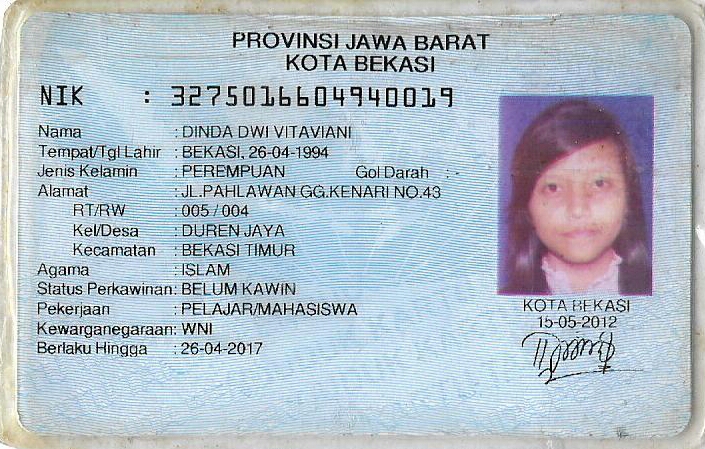 PROVINSI JAWA BARAT
KOTA BEKASI
NIK : 3275016604940019
Nama : DINDA DWI VITAVIANI
Tempat/Tgl Lahir : BEKASI, 26-04-1994
Jenis Kelamin : PEREMPUAN Gol Darah : -
Alamat : JL.PAHLAWAN GG.KENARI NO.43
RT/RW : 005 / 004
Kel/Desa : DUREN JAYA
Kecamatan : BEKASI TIMUR
Agama : ISLAM
Status Perkawinan: BELUM KAWIN
Pekerjaan : PELAJAR/MAHASISWA
Kewarganegaraan: WNI
Berlaku Hingga : 26-04-2017
KOTA BEKASI
15-05-2012